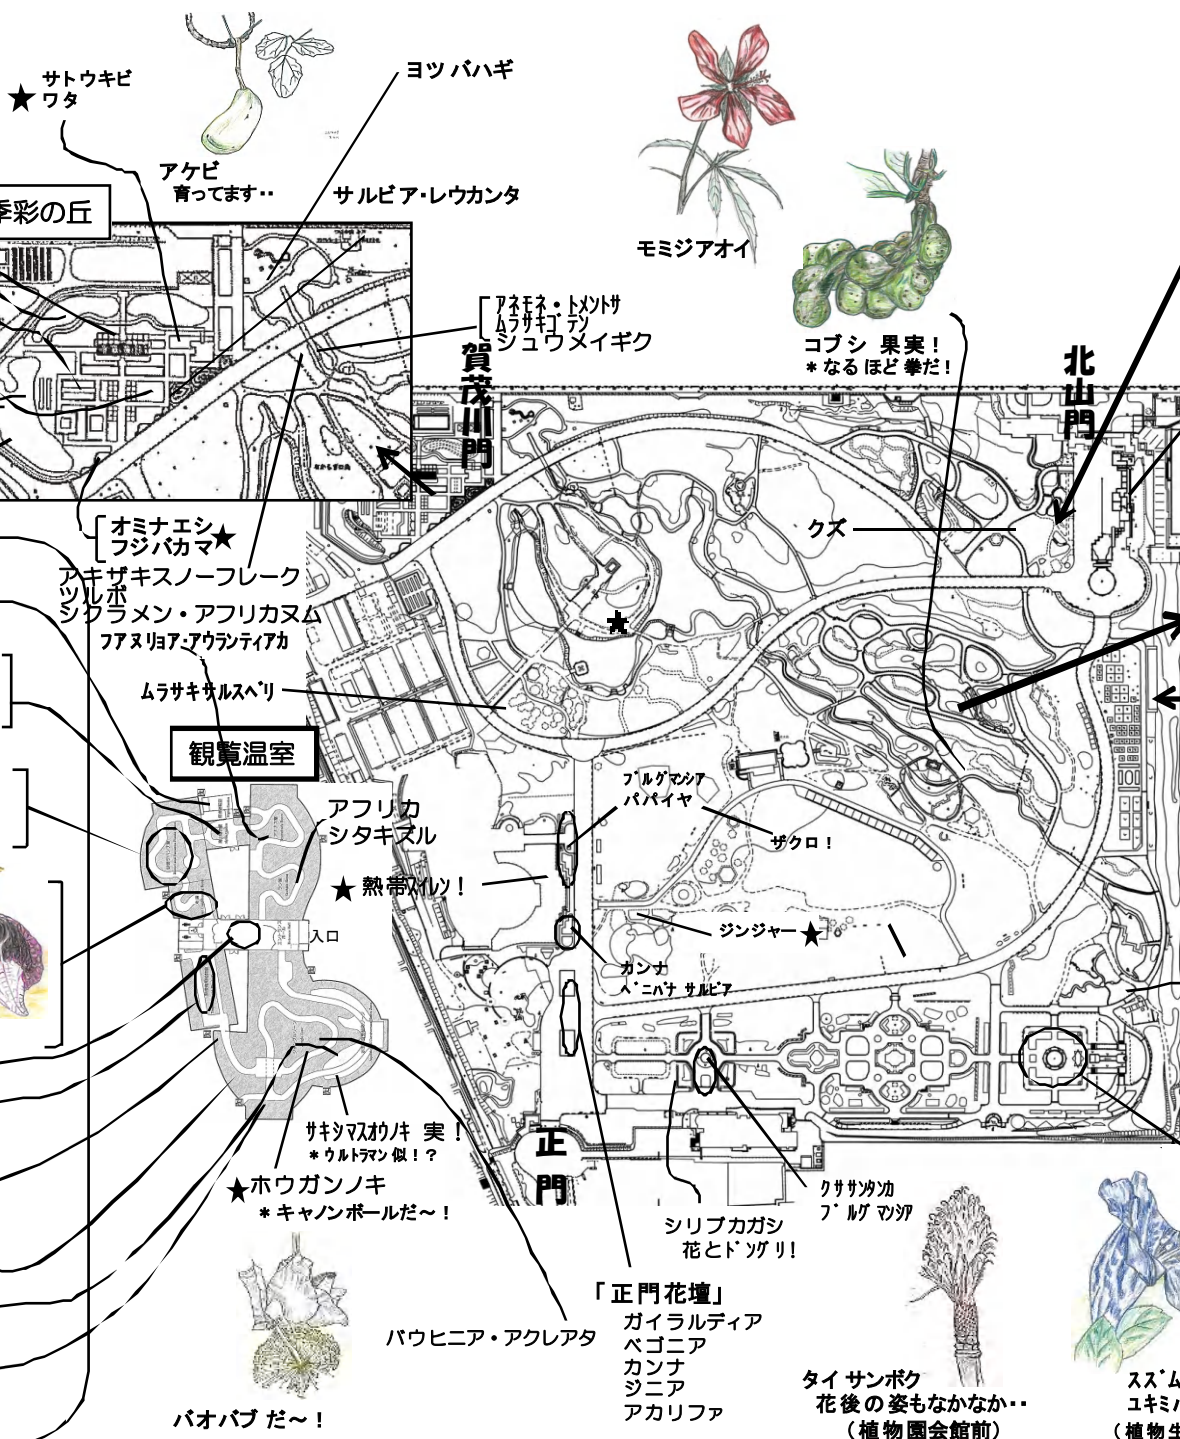 ★ サトウキビ
ワタ
アケビ
育ってます‥
ヨツバハギ
サルビア・レウカンタ
季彩の丘
モミジアオイ
アネモネ・トメントサ
ムラサキゴテン
シュウメイギク
コブシ 果実！
＊なるほど拳だ！
賀茂川門
北山門
オミナエシ
フジバカマ★
アキザキスノーフレーク
ツルボ
シクラメン・アフリカヌム
フアヌリョア・アウランティアカ
クズ
★
ムラサキサルスベリ
観覧温室
アフリカ
シタキズル
ブルグマンシア
パパイヤ
ザクロ！
★ 熱帯スイレン！
ジンジャー★
入口
カンナ
ベニバナ サルビア
サキシマスオウノキ 実！
＊ウルトラマン似！？
★ホウガンノキ
＊キャノンボールだ～！
正門
クササンタンカ
ブルグマンシア
シリブカガシ
花とドングリ！
「正門花壇」
ガイラルディア
ベゴニア
カンナ
ジニア
アカリファ
バウヒニア・アクレアタ
バオバブ だ～！
タイサンボク
花後の姿もなかなか‥
（植物園会館前）
スズム
ユキミバ
（植物生